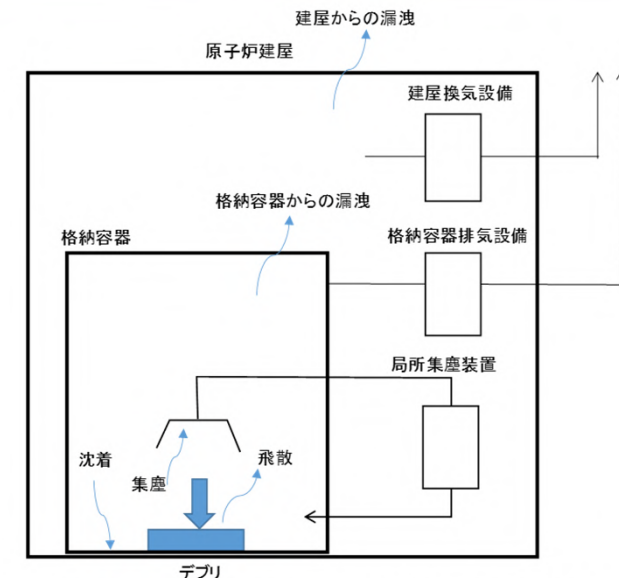 建屋からの漏洩
原子炉建屋
建屋換気設備
格納容器からの漏洩
格納容器
格納容器排気設備
局所集塵装置
沈着
集塵
飛散
デブリ